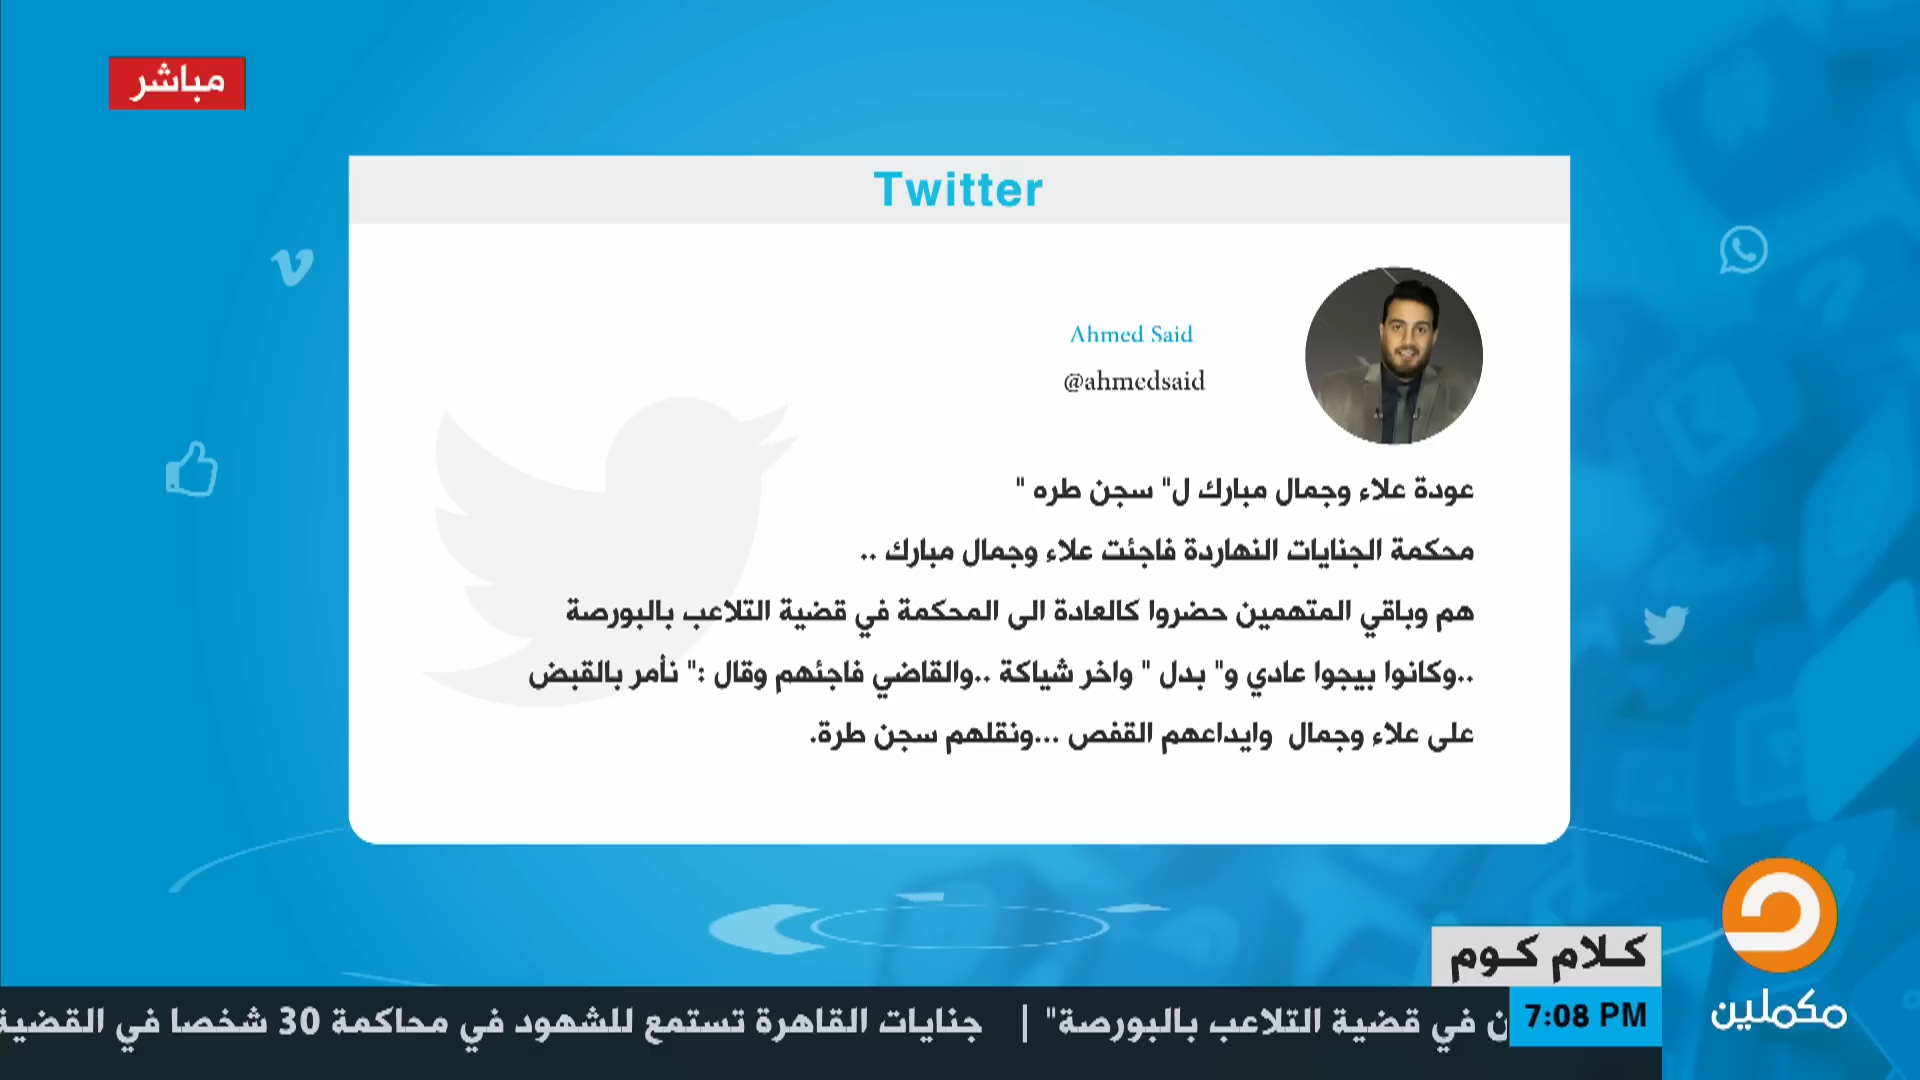 مباشر
Twitter
Ahmed Said
@ahmedsaid
عودة علاء وجمال مبارك ل" سجن طره "
محكمة الجنايات النهاردة فاجئت علاء وجمال مبارك ..
هم وباقي المتهمين حضروا كالعادة الى المحكمة في قضية التلاعب بالبورصة
..وكانوا بيجوا عادي و" بدل " واخر شياكة ..والقاضي فاجئهم وقال :" نأمر بالقبض
على علاء وجمال وايداعهم القفص ...ونقلهم سجن طرة.
كلام كوم
مكملين
7:08 PM
في قضية التلاعب بالبورصة" | جنايات القاهرة تستمع للشهود في محاكمة 30 شخصا في القضية